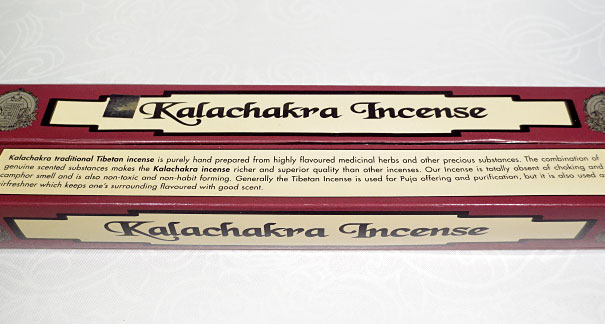 Kalachakra Incense
Kalachakra traditional Tibetan incense is purely hand prepared from highly flavoured medicinal herbs and other precious substances. The combination of
genuine scented substances makes the Kalachakra incense richer and superior quality than other incenses. Our Incense is totally absent of choking and
camphor smell and is also non-toxic and non-habit forming. Generally the Tibetan Incense is used for Puja offering and purification, but it is also used a
irfreshner which keeps one's surrounding flavoured with good scent.
Kalachakra Incense